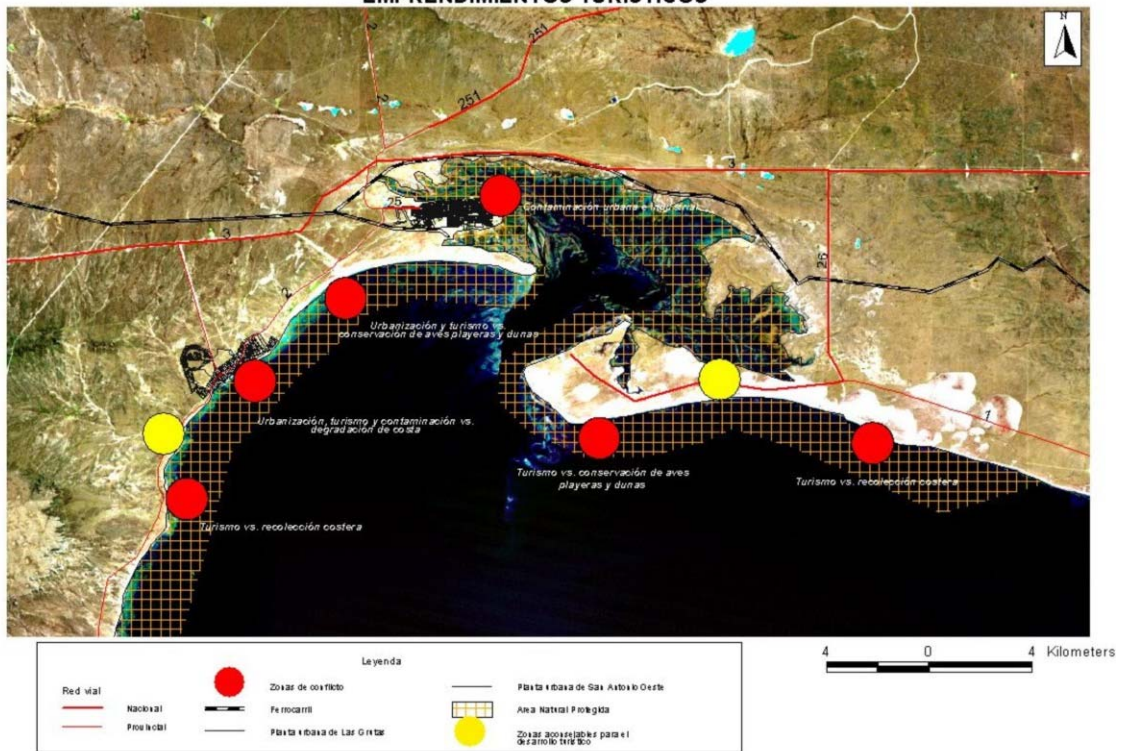 EMPRENDIMIENTOS TURISTICOS
N
2
251
251
2
3
3
25
Contaminación urbana
2
26
Urbanización y turismo vs.
conservación de aves playeras y dunas
1
Urbanización, turismo y contaminación vs.
degradación de costa
Turismo vs. conservación de aves
playeras y dunas
Turismo vs. recolección costera
Turismo vs. recolección costera
4 0 4 Kilometers
Leyenda
Red vial
Nacional
Provincial
Zonas de conflicto
Ferrocarril
Planta urbana de Las Grutas
Planta urbana de San Antonio Oeste
Area Natural Protegida
Zonas aconsejables para el
desarrollo turístico